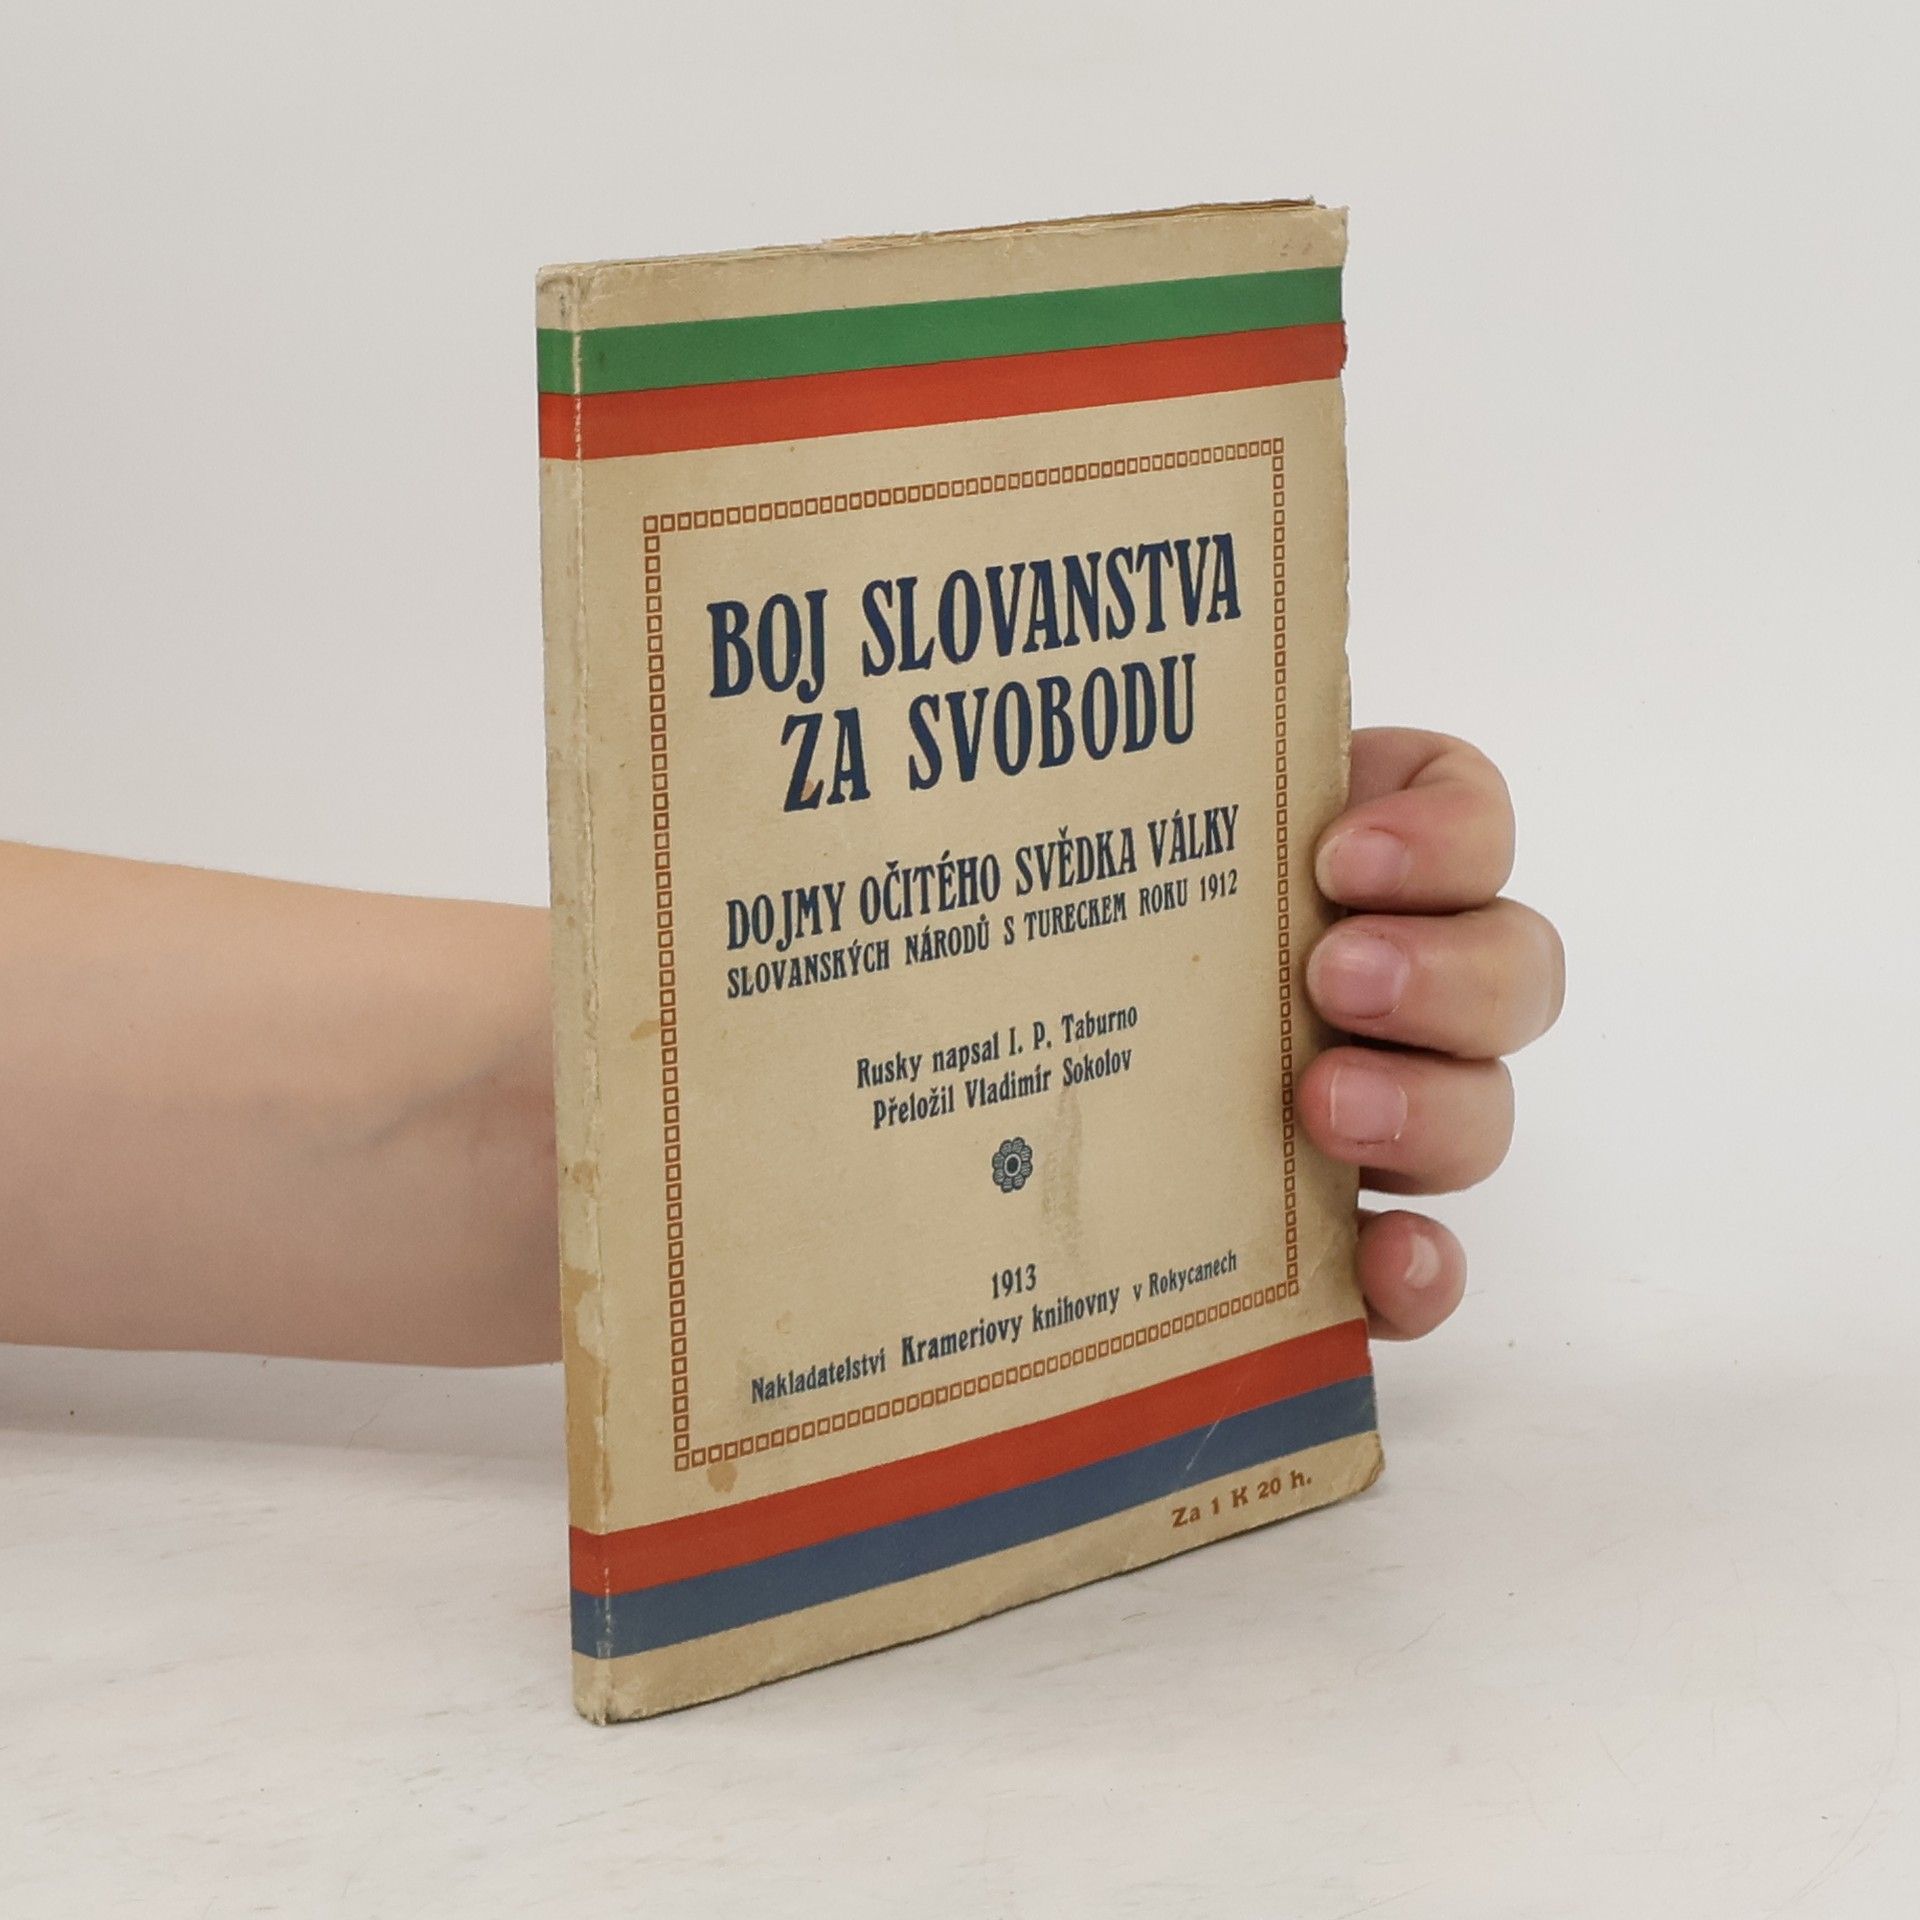 BOJ SLOVANSTVA
ZA SVOBODU
DOJMY OČITÉHO SVĚDKA VÁLKY
SLOVANSKÝCH NÁRODŮ S TURECKEM ROKU 1912
Rusky napsal I. P. Taburno
Přeložil Vladimír Sokolov
1913
Nakladatelství Krameriovy knihovny v Rokycanech
Za 1 K 20 h.